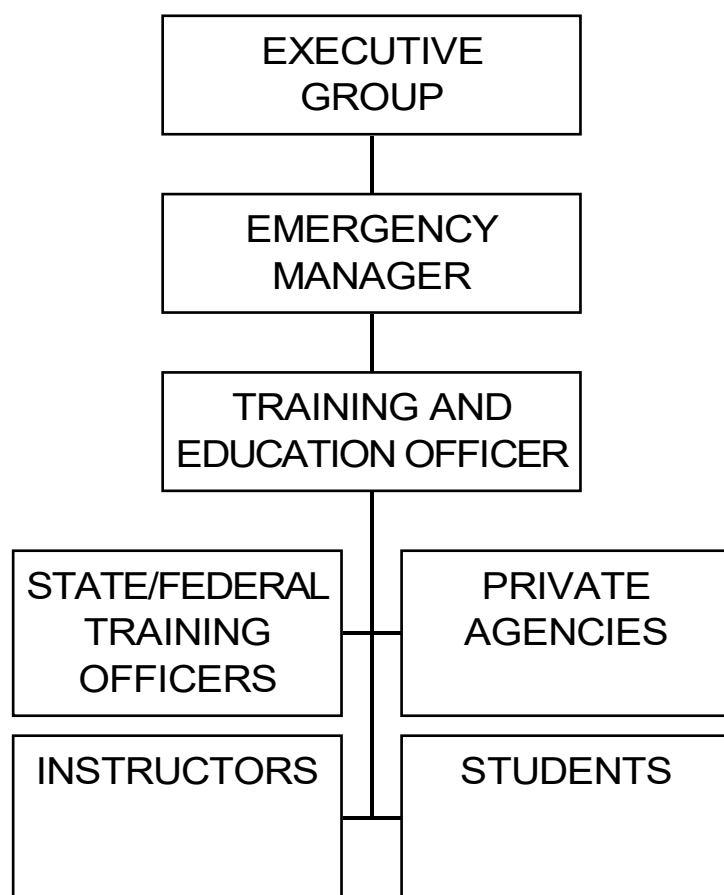 EXECUTIVE
GROUP
EMERGENCY
MANAGER
TRAINING AND
EDUCATION OFFICER
STATE/FEDERAL
TRAINING
OFFICERS
PRIVATE
AGENCIES
INSTRUCTORS
STUDENTS